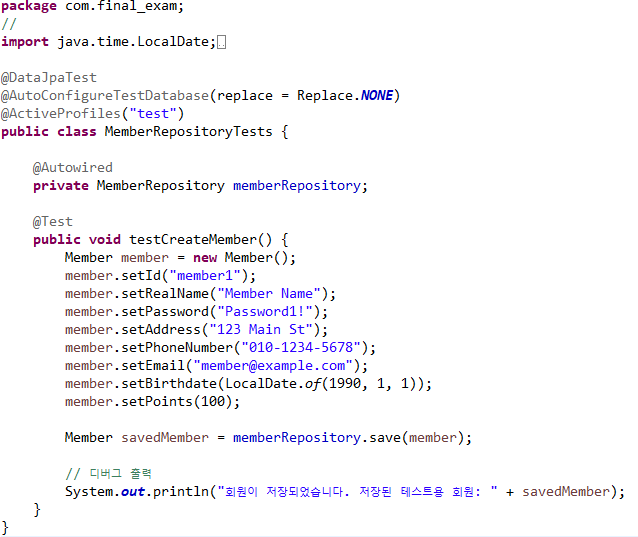 package com.final_exam;
//
import java.time.LocalDate;
@DataJpaTest
@AutoConfigureTestDatabase(replace = Replace.NONE)
@ActiveProfiles("test")
public class MemberRepositoryTests {
@Autowired
private MemberRepository memberRepository;
@Test
public void testCreateMember() {
Member member = new Member();
member.setId("member1");
member.setRealName("Member Name");
member.setPassword("Password1!");
member.setAddress("123 Main St");
member.setPhoneNumber("010-1234-5678");
member.setEmail("member@example.com");
member.setBirthdate(LocalDate.of(1990, 1, 1));
member.setPoints(100);
Member savedMember = memberRepository.save(member);
// 디버그 출력
System.out.println("회원이 저장되었습니다. 저장된 테스트용 회원: " + savedMember);
}
}